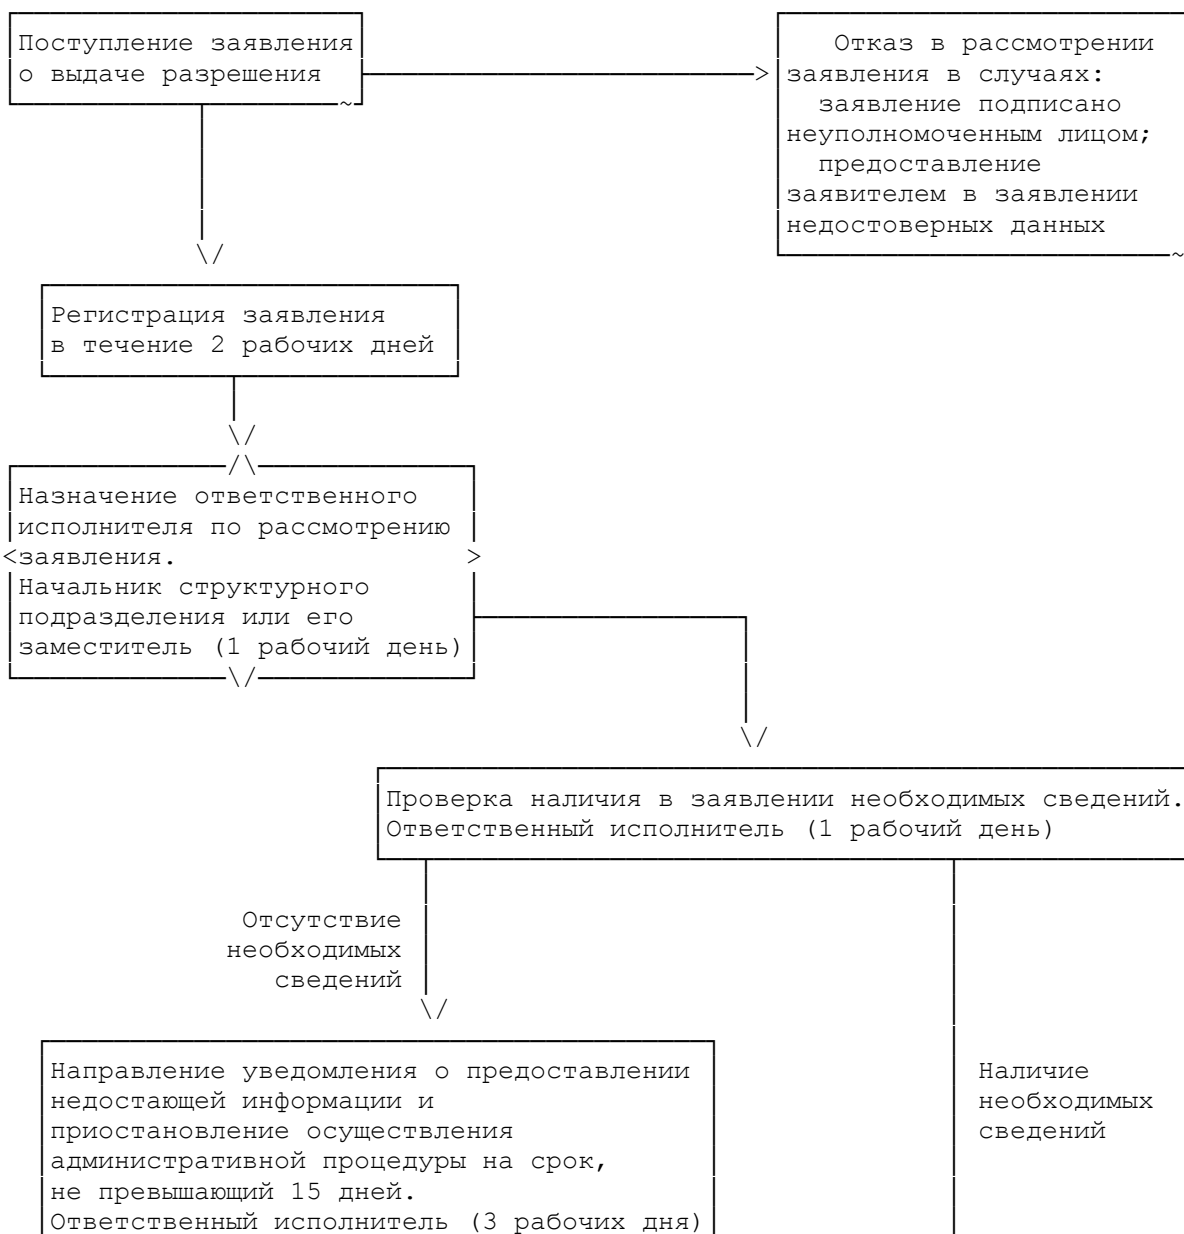 Поступление заявления
о выдаче разрешения
Отказ в рассмотрении
заявления в случаях:
заявление подписано
неуполномоченным лицом;
предоставление
заявителем в заявлении
недостоверных данных
Регистрация заявления
в течение 2 рабочих дней
Назначение ответственного
исполнителя по рассмотрению
заявления.
Начальник структурного
подразделения или его
заместитель (1 рабочий день)
Проверка наличия в заявлении необходимых сведений.
Ответственный исполнитель (1 рабочий день)
Отсутствие
необходимых
сведений
Направление уведомления о предоставлении
недостающей информации и
приостановление осуществления
административной процедуры на срок,
не превышающий 15 дней.
Ответственный исполнитель (3 рабочих дня)
Наличие
необходимых
сведений